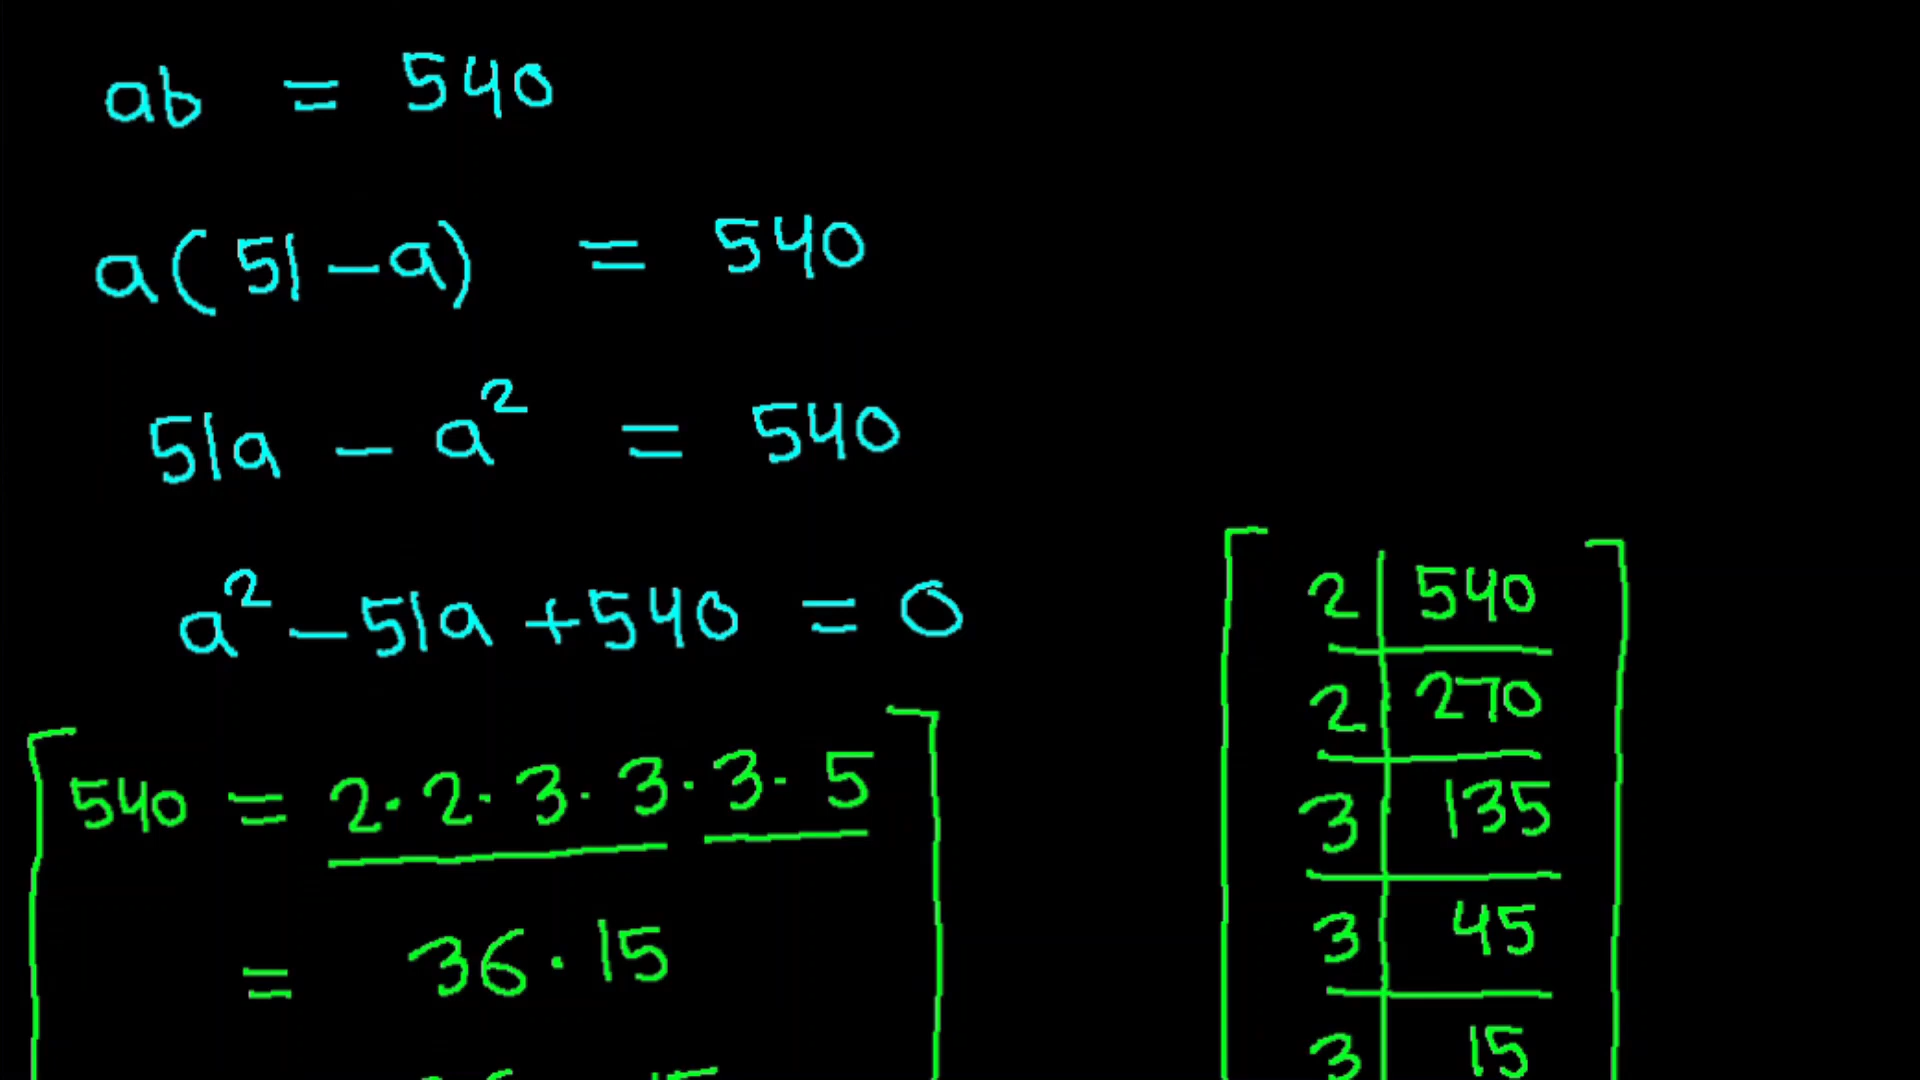 ab = 540
a(51-a) = 540
51a - a² = 540
a² - 51a + 540 = 0
540 = 2·2·3·3·3·5
= 36·15
2 | 540
2 | 270
3 | 135
3 | 45
3 | 15